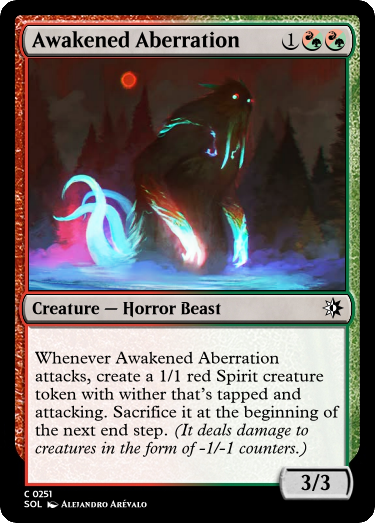 Awakened Aberration 1
Creature — Horror Beast
Whenever Awakened Aberration
attacks, create a 1/1 red Spirit creature
token with wither that's tapped and
attacking. Sacrifice it at the beginning of
the next end step. (It deals damage to
creatures in the form of -1/-1 counters.)
3/3
C 0251
SOL Alejandro Arévalo